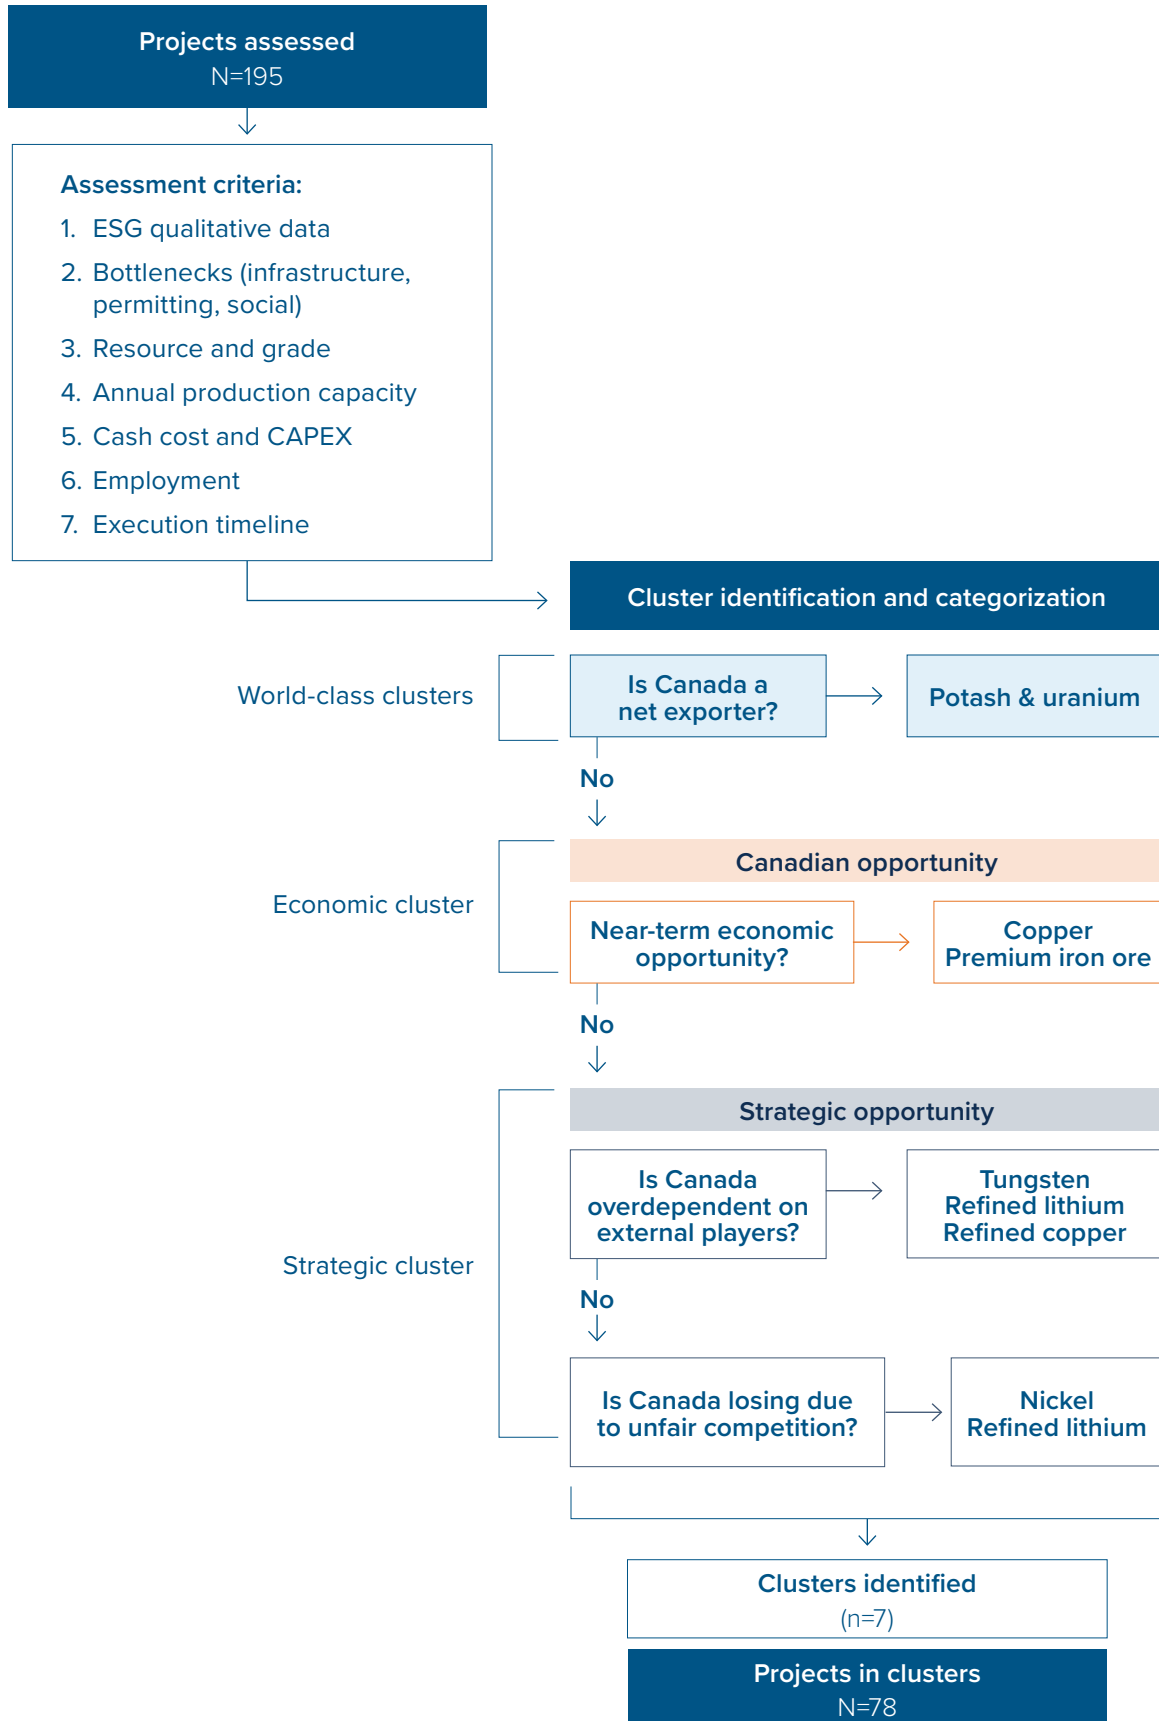 Projects assessed
N=195
Assessment criteria:
1. ESG qualitative data
2. Bottlenecks (infrastructure,
permitting, social)
3. Resource and grade
4. Annual production capacity
5. Cash cost and CAPEX
6. Employment
7. Execution timeline
Cluster identification and categorization
World-class clusters
Is Canada a
net exporter?
Potash & uranium
No
Canadian opportunity
Economic cluster
Near-term economic
opportunity?
Copper
Premium iron ore
No
Strategic opportunity
Strategic cluster
Is Canada
overdependent on
external players?
Tungsten
Refined lithium
Refined copper
No
Is Canada losing due
to unfair competition?
Nickel
Refined lithium
Clusters identified
(n=7)
Projects in clusters
N=78